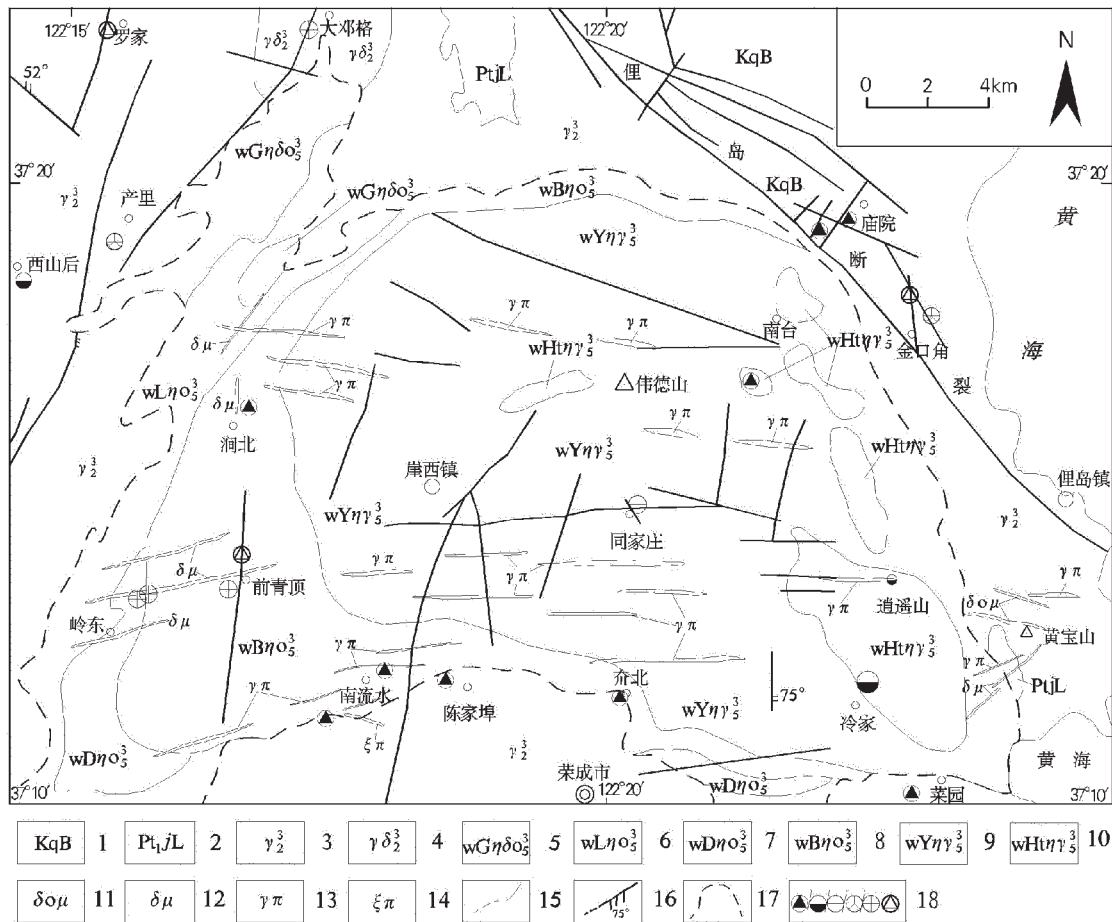 122°15′ 罗家 大邓格 122°20′ N
γδ₂³ γδ₂³ PtjL 俚 KqB 0 2 4km
52°
γ₂³
wGηδο₅³ 岛
37°20′ wGηδο₅³ wBηο₅³ KqB 37°20′
γ₂³ 产里 庙院 黄
wYηγ₅³ 断
西山后
γπ γπ γπ 南台 海
δμ wHtηγ₅³ wHtηγ₅³ 金口角
ξ
wLηο₅³ γπ 伟德山 裂
δμ γπ
涧北 wYηγ₅³ wHtηγ₅³
γ₂³ 崖西镇 俚岛镇
wYηγ₅³ γ₂³
同家庄
δμ γπ γπ γπ
前青顶 γπ 逍遥山 δομ
岭东 δμ 黄宝山
wBηο₅³ γπ γπ wHtηγ₅³ γπ
γπ 南流水 夼北 δμ PtjL
陈家埠 wYηγ₅³ 75° 冷家
wDηο₅³ ξπ γ₂³ 黄海
荣成市 wDηο₅³
37°10′ 122°20′ 菜园 37°10′
KqB 1 Pt₁jL 2 γ₂³ 3 γδ₂³ 4 wGηδο₅³ 5 wLηο₅³ 6 wDηο₅³ 7 wBηο₅³ 8 wYηγ₅³ 9 wHtηγ₅³ 10
δομ 11 δμ 12 γπ 13 ξπ 14 15 75° 16 17 18